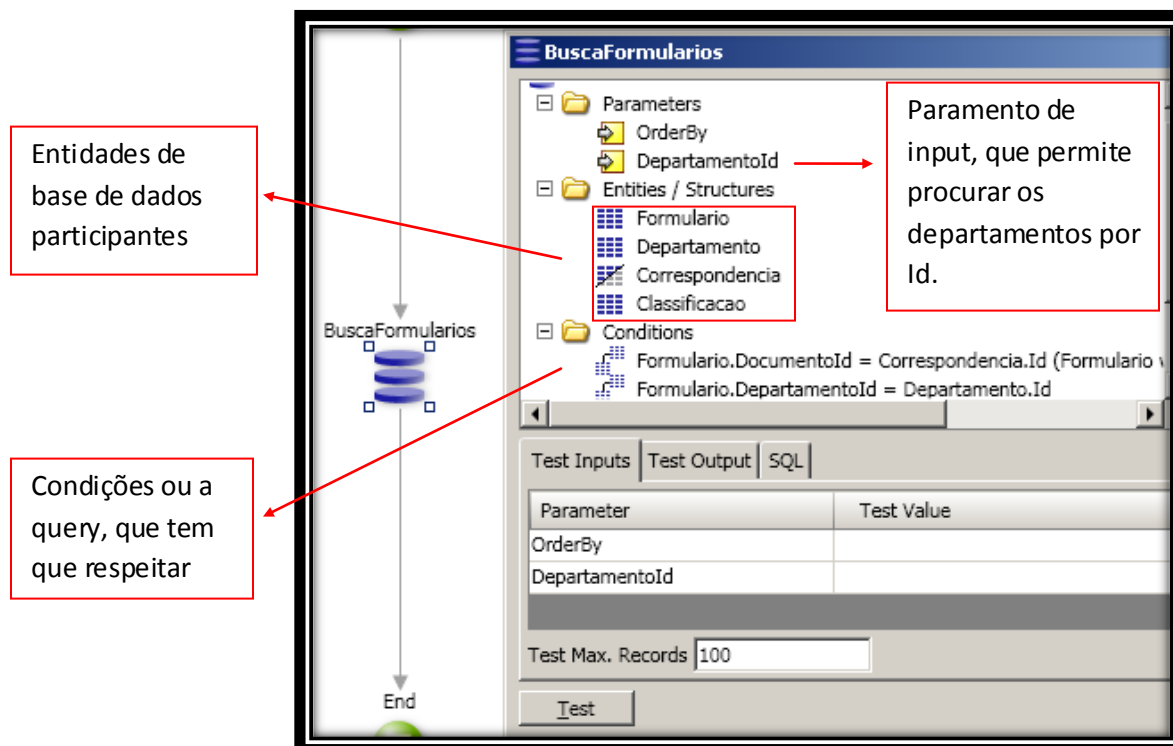 Entidades de
base de dados
participantes
Condições ou a
query, que tem
que respeitar
BuscaFormularios
End
BuscaFormularios
Parameters
OrderBy
DepartamentoId
Entities / Structures
Formulario
Departamento
Correspondencia
Classificacao
Conditions
Formulario.DocumentoId = Correspondencia.Id (Formulario
Formulario.DepartamentoId = Departamento.Id
Paramento de
input, que permite
procurar os
departamentos por
Id.
Test Inputs Test Output SQL
Parameter Test Value
OrderBy
DepartamentoId
Test Max. Records 100
Test